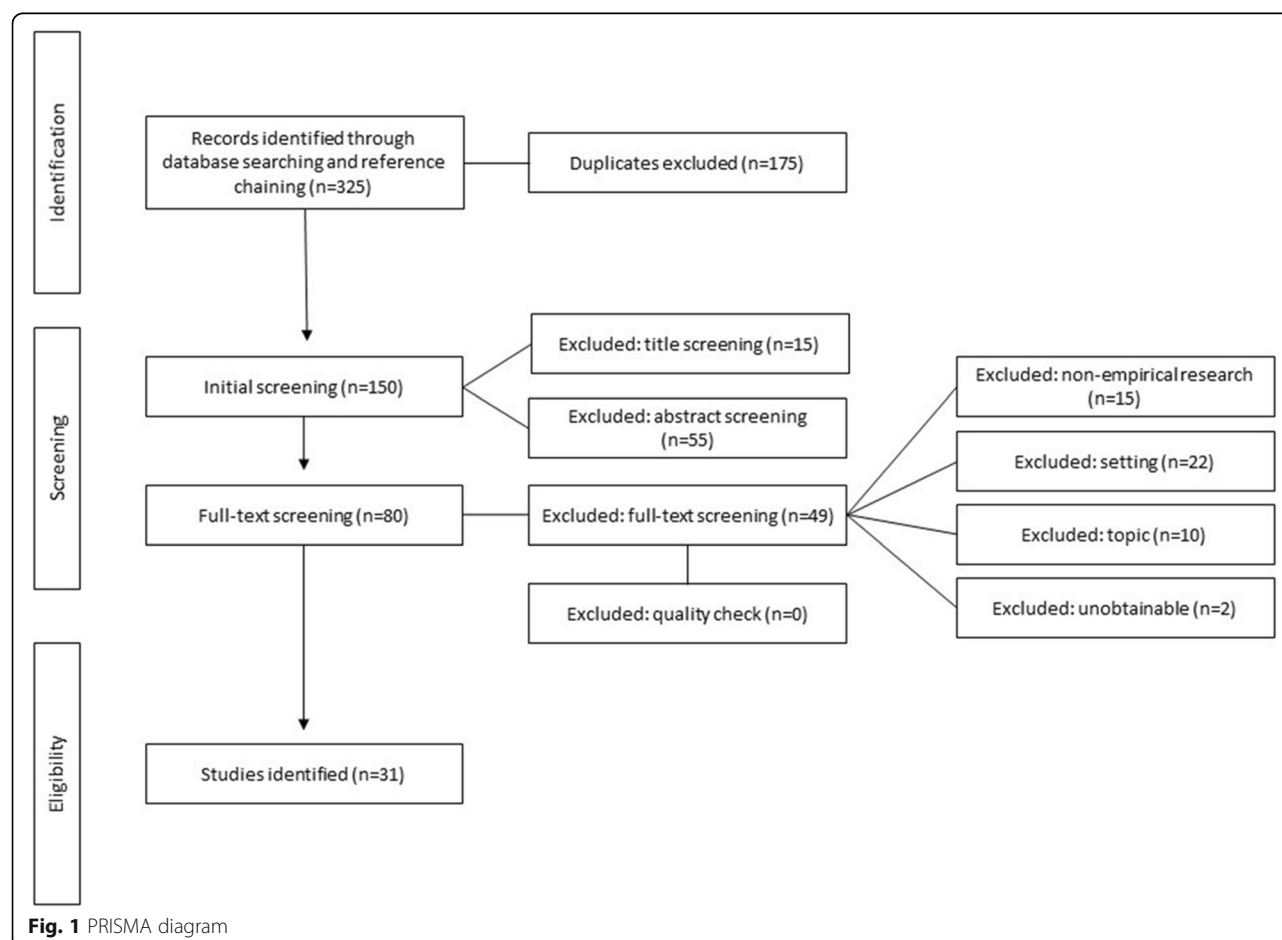 Identification
Records identified through
database searching and reference
chaining (n=325)
Duplicates excluded (n=175)
Screening
Initial screening (n=150)
Excluded: title screening (n=15)
Excluded: abstract screening
(n=55)
Full-text screening (n=80)
Excluded: full-text screening (n=49)
Excluded: quality check (n=0)
Excluded: non-empirical research
(n=15)
Excluded: setting (n=22)
Excluded: topic (n=10)
Excluded: unobtainable (n=2)
Eligibility
Studies identified (n=31)
Fig. 1 PRISMA diagram